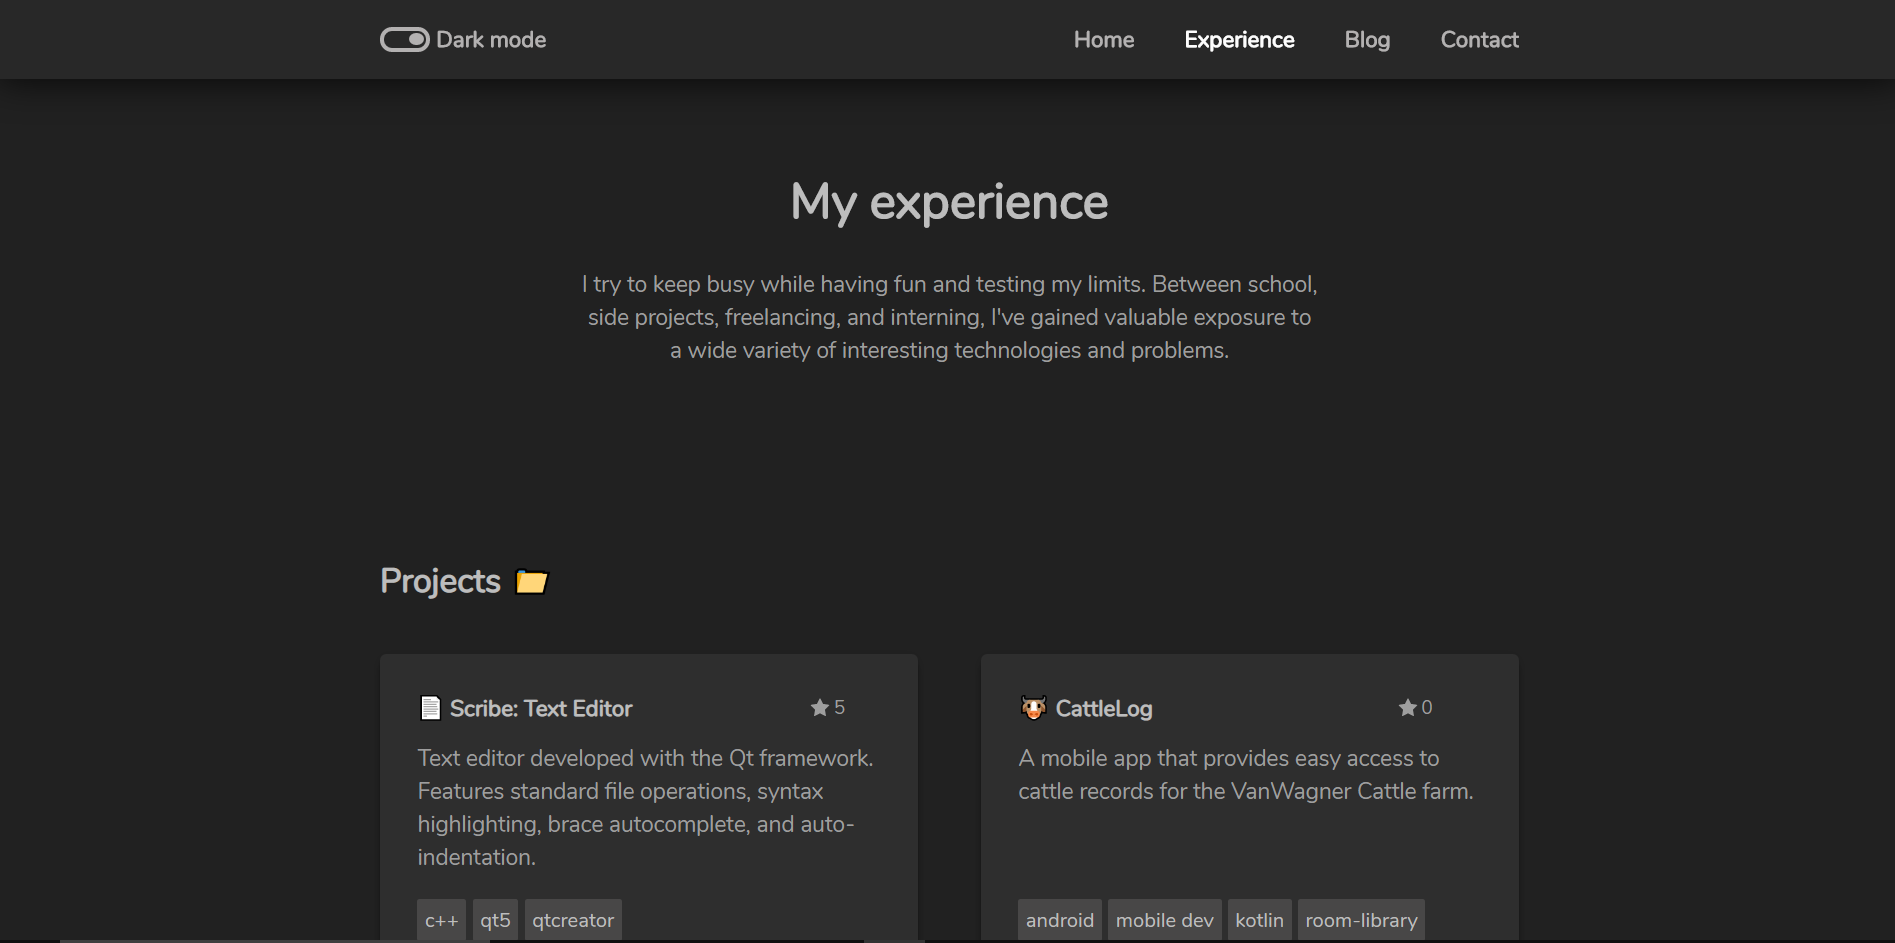 Dark mode
Home Experience Blog Contact
My experience
I try to keep busy while having fun and testing my limits. Between school,
side projects, freelancing, and interning, I've gained valuable exposure to
a wide variety of interesting technologies and problems.
Projects
Scribe: Text Editor 5
Text editor developed with the Qt framework.
Features standard file operations, syntax
highlighting, brace autocomplete, and auto-
indentation.
c++ qt5 qtcreator
CattleLog 0
A mobile app that provides easy access to
cattle records for the VanWagner Cattle farm.
android mobile dev kotlin room-library